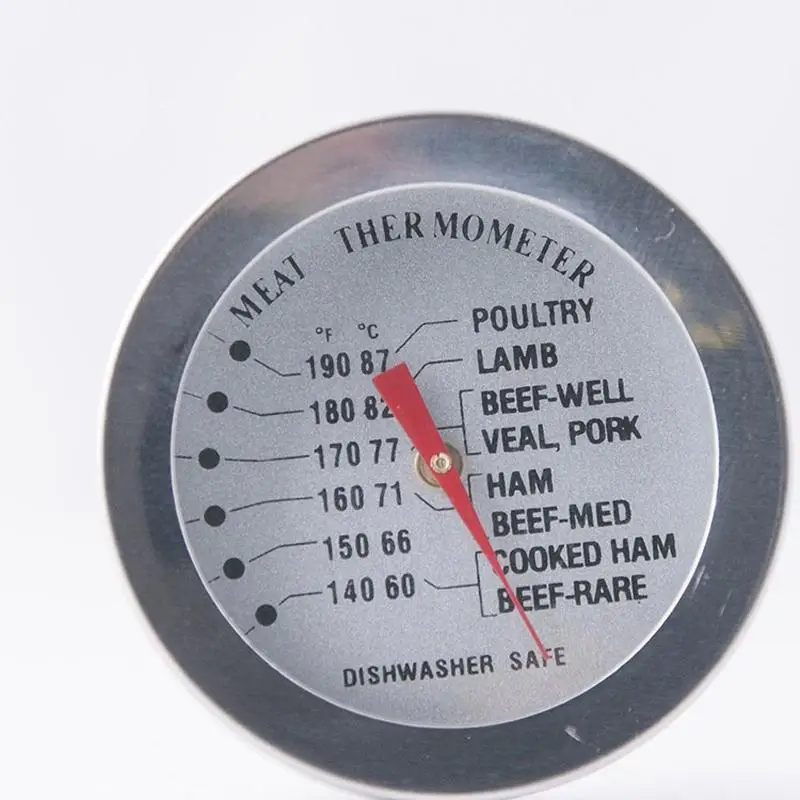 MEAT THERMOMETER
°F °C
190 87 POULTRY
180 82 LAMB
BEEF-WELL
170 77 VEAL, PORK
160 71 HAM
BEEF-MED
150 66 COOKED HAM
140 60 BEEF-RARE
DISHWASHER SAFE